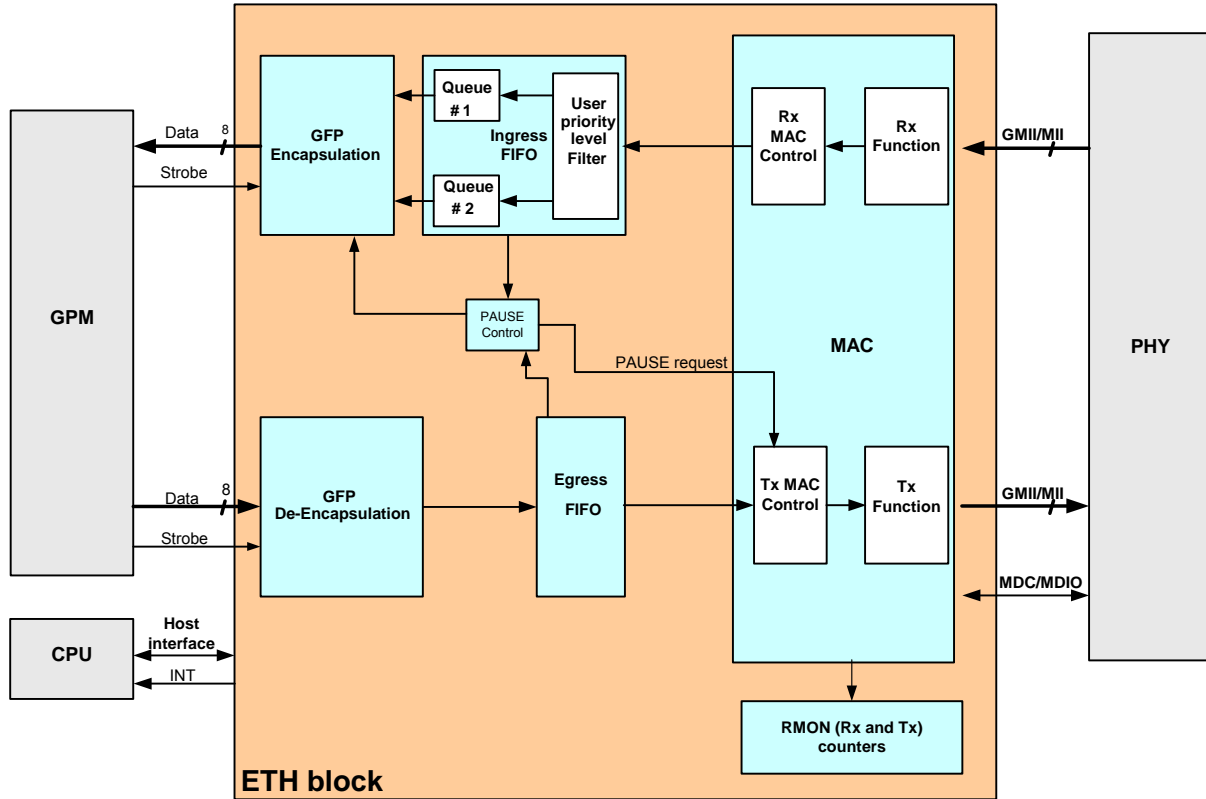 GPM
Data
8
Strobe
GFP
Encapsulation
Queue
# 1
Ingress
FIFO
Queue
# 2
User
priority
level
Filter
Rx
MAC
Control
Rx
Function
GMII/MII
PAUSE
Control
PAUSE request
MAC
PHY
Data
8
Strobe
GFP
De-Encapsulation
Egress
FIFO
Tx MAC
Control
Tx
Function
GMII/MII
MDC/MDIO
CPU
Host
interface
INT
RMON (Rx and Tx)
counters
ETH block